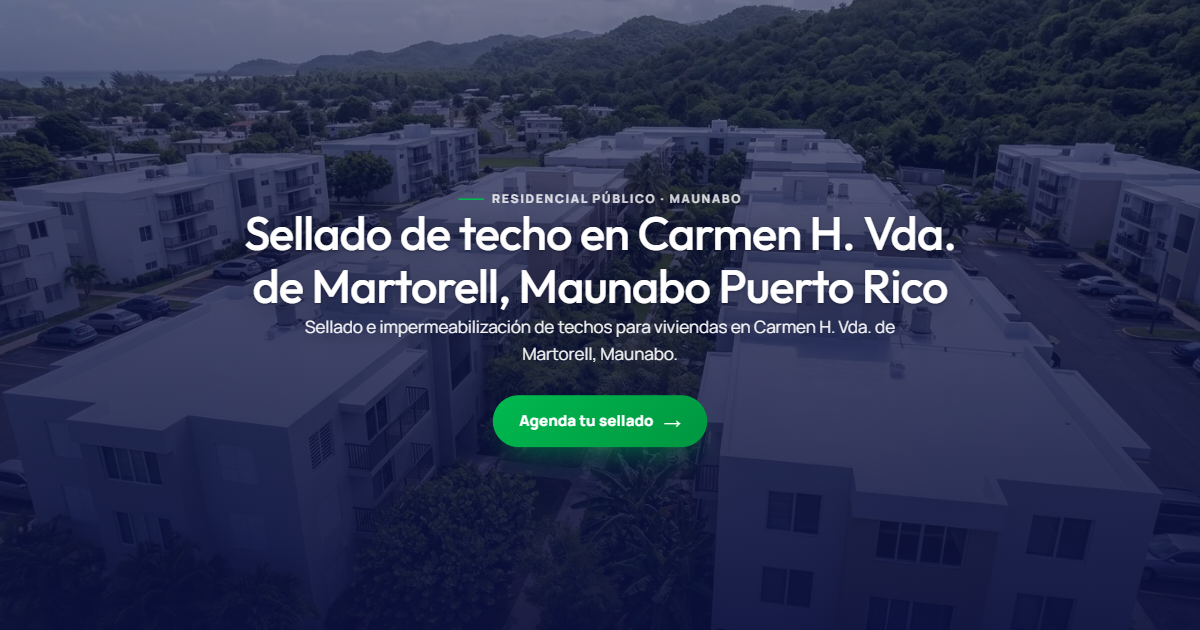 RESIDENCIAL PÚBLICO · MAUNABO
Sellado de techo en Carmen H. Vda.
de Martorell, Maunabo Puerto Rico
Sellado e impermeabilización de techos para viviendas en Carmen H. Vda. de
Martorell, Maunabo.
Agenda tu sellado →